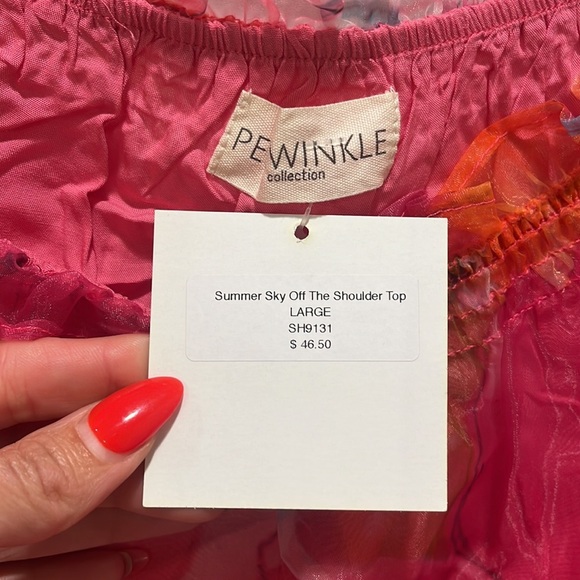 PEWINKLE
collection
Summer Sky Off The Shoulder Top
LARGE
SH9131
$ 46.50